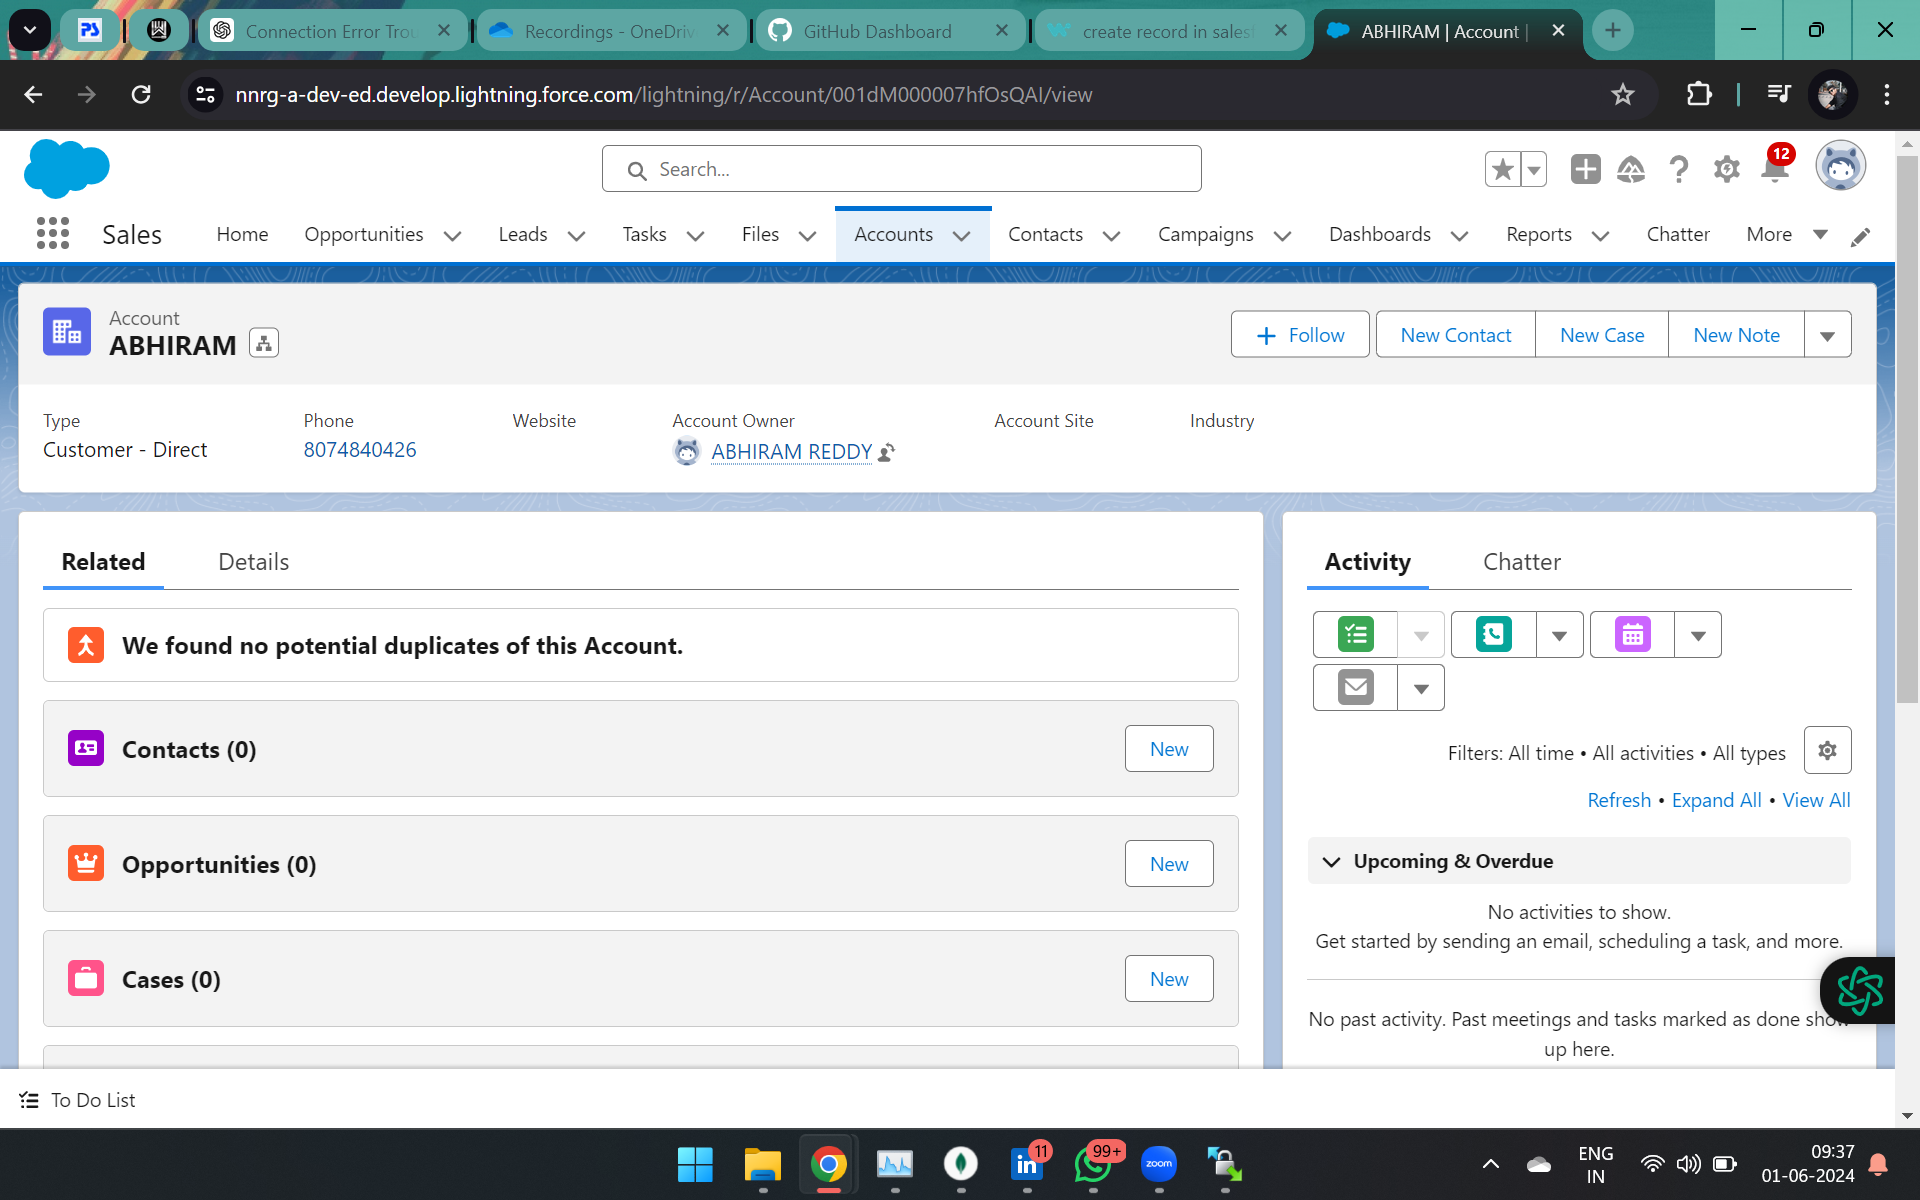 Connection Error Trou
Recordings - OneDriv
GitHub Dashboard
create record in salesf
ABHIRAM | Account |
nnrg-a-dev-ed.develop.lightning.force.com/lightning/r/Account/001dM000007hfOsQAI/view
Search...
12
Sales
Home
Opportunities
Leads
Tasks
Files
Accounts
Contacts
Campaigns
Dashboards
Reports
Chatter
More
Account
ABHIRAM
Follow
New Contact
New Case
New Note
Type
Customer - Direct
Phone
8074840426
Website
Account Owner
ABHIRAM REDDY
Account Site
Industry
Related
Details
We found no potential duplicates of this Account.
Contacts (0)
New
Opportunities (0)
New
Cases (0)
New
Activity
Chatter
Filters: All time • All activities • All types
Refresh • Expand All • View All
Upcoming & Overdue
No activities to show.
Get started by sending an email, scheduling a task, and more.
No past activity. Past meetings and tasks marked as done show
up here.
To Do List
11
99+
zoom
ENG
IN
09:37
01-06-2024